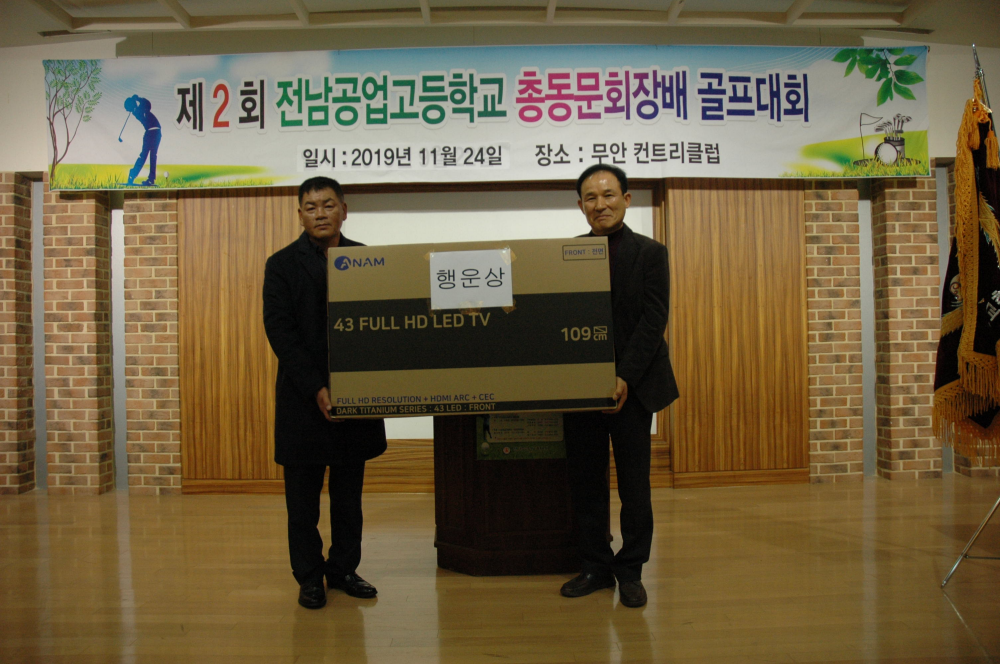 제 2 회 전남공업고등학교 총동문회장배 골프대회
일시 : 2019년 11월 24일 장소 : 무안 컨트리클럽
ANAM
행운상
FRONT : 전면
43 FULL HD LED TV
109 cm
FULL HD RESOLUTION + HDMI ARC + CEC
DARK TITANIUM SERIES : 43 LED : FRONT